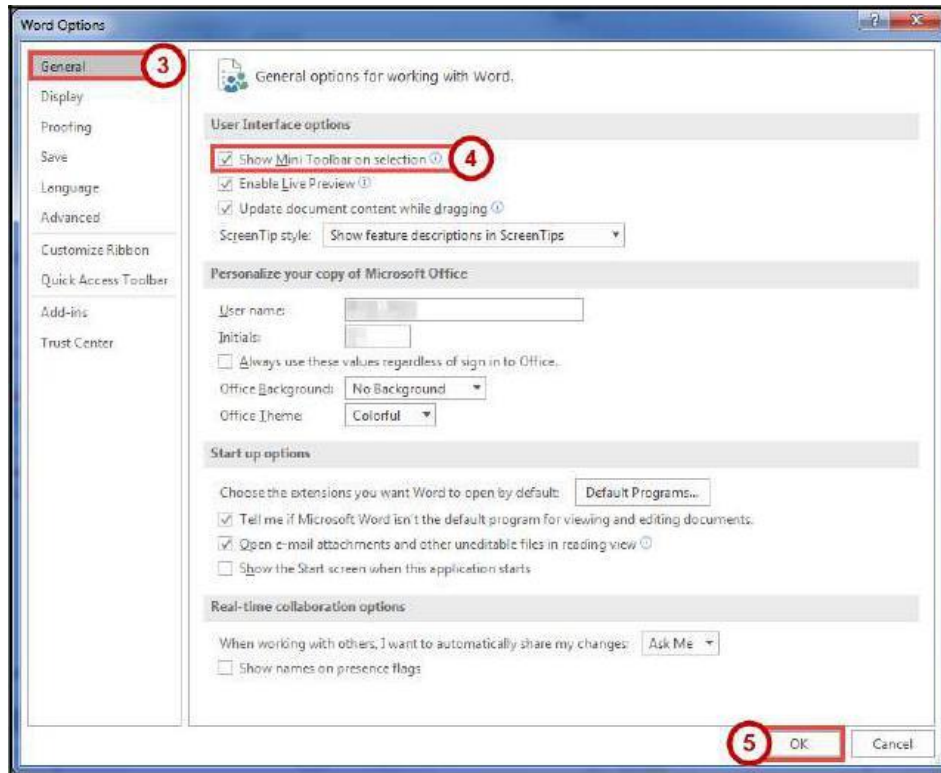 Word Options
General
3
Display
Proofing
Save
Language
Advanced
Customize Ribbon
Quick Access Toolbar
Add-ins
Trust Center
General options for working with Word.
User Interface options
Show Mini Toolbar on selection
4
Enable Live Preview
Update document content while dragging
ScreenTip style: Show feature descriptions in ScreenTips
Personalize your copy of Microsoft Office
User name:
Initials:
Always use these values regardless of sign in to Office.
Office Background: No Background
Office Theme: Colorful
Start up options
Choose the extensions you want Word to open by default: Default Programs...
Tell me if Microsoft Word isn't the default program for viewing and editing documents.
Open e-mail attachments and other uneditable files in reading view
Show the Start screen when this application starts
Real-time collaboration options
When working with others, I want to automatically share my changes: Ask Me
Show names on presence flags
5 OK Cancel